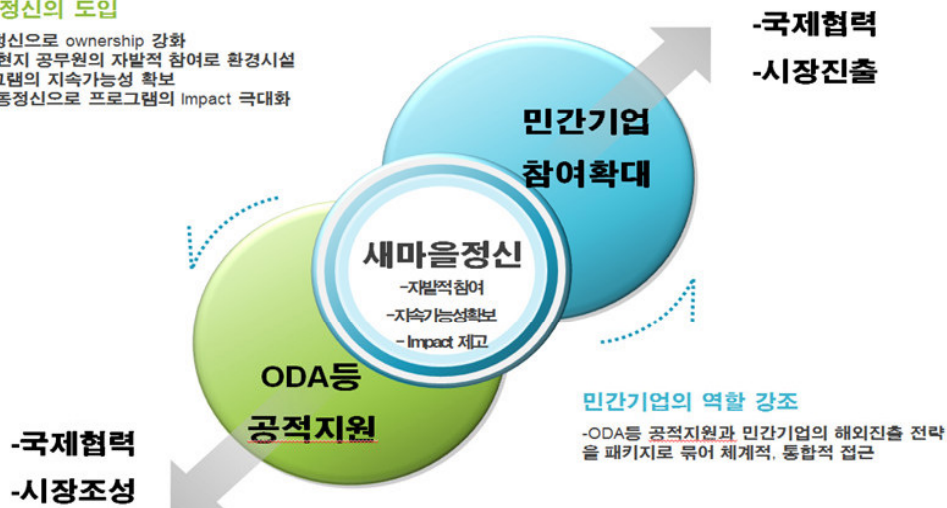 정신의 도입
정신으로 ownership 강화
현지 공무원의 자발적 참여로 환경시설
그램의 지속가능성 확보
동정신으로 프로그램의 Impact 극대화
-국제협력
-시장진출
민간기업
참여확대
새마을정신
-자발적 참여
-지속가능성확보
- Impact 제고
ODA등
공적지원
-국제협력
-시장조성
민간기업의 역할 강조
-ODA등 공적지원과 민간기업의 해외진출 전략
을 패키지로 묶어 체계적, 통합적 접근